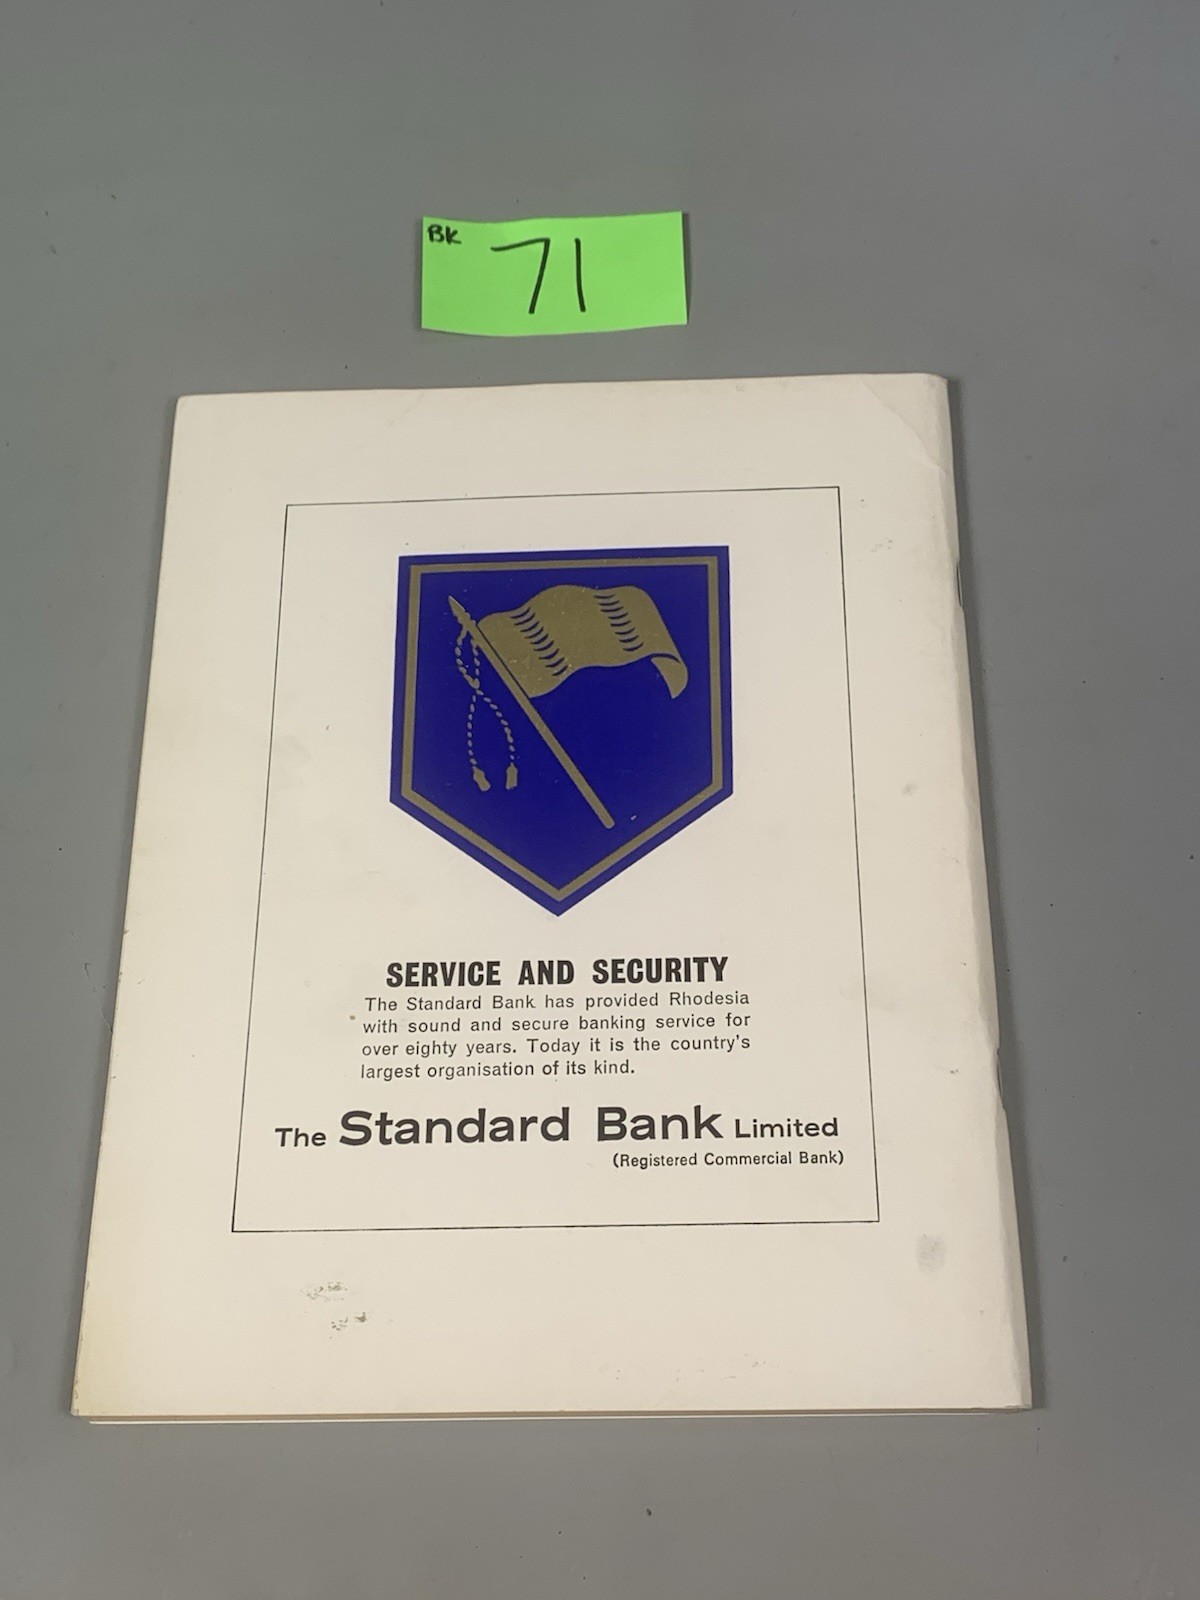 BK 71
SERVICE AND SECURITY
The Standard Bank has provided Rhodesia
with sound and secure banking service for
over eighty years. Today it is the country's
largest organisation of its kind.
The Standard Bank Limited
(Registered Commercial Bank)